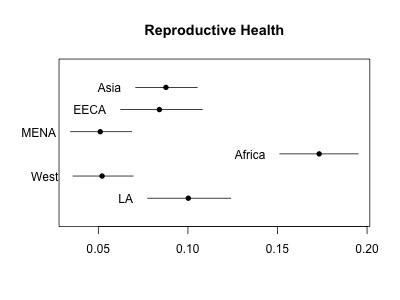 Reproductive Health
Asia
EECA
MENA
Africa
West
LA
0.05 0.10 0.15 0.20